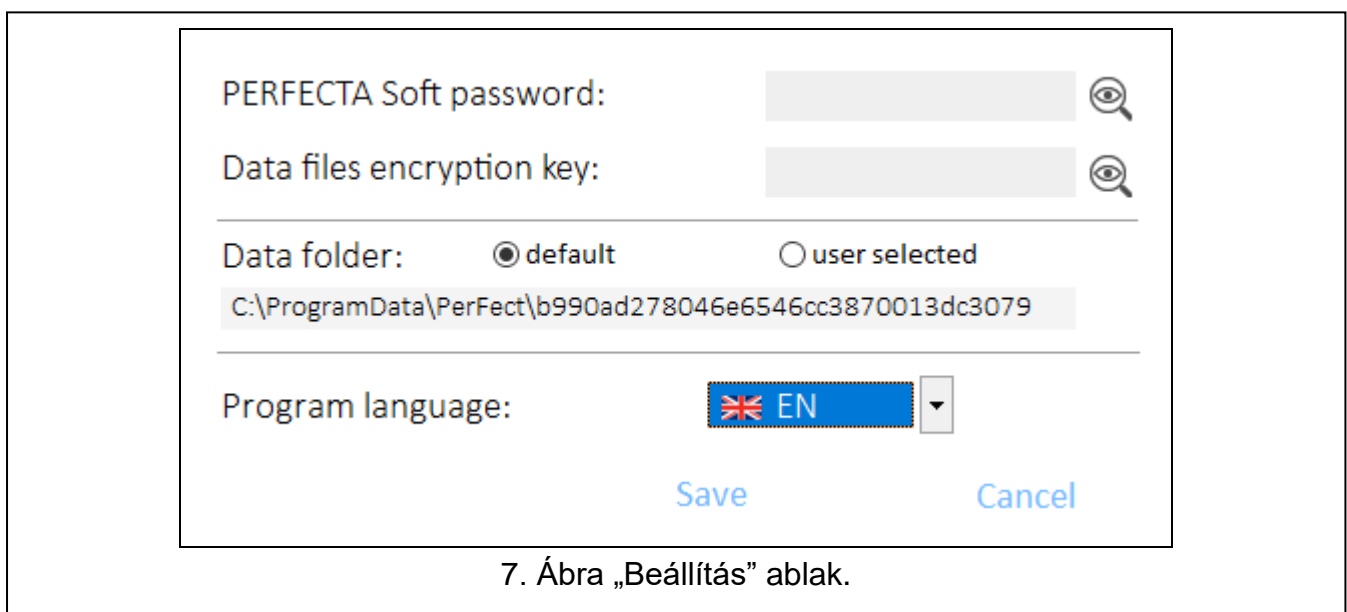 PERFECTA Soft password:
Data files encryption key:
Data folder: default user selected
C:\ProgramData\PerFect\b990ad278046e6546cc3870013dc3079
Program language: EN
Save Cancel
7. Ábra „Beállítás” ablak.